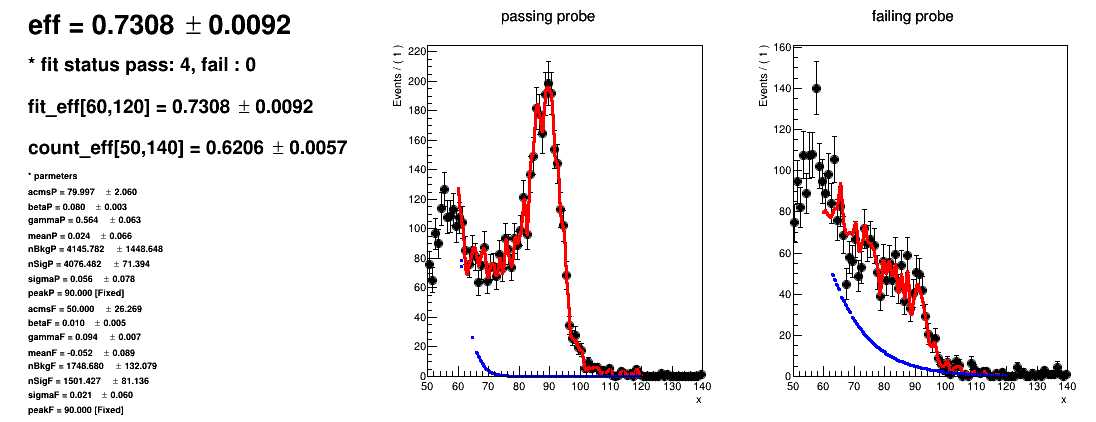 eff = 0.7308 ± 0.0092
* fit status pass: 4, fail : 0
fit_eff[60,120] = 0.7308 ± 0.0092
count_eff[50,140] = 0.6206 ± 0.0057
* parmeters
acmsP = 79.997 ± 2.060
betaP = 0.080 ± 0.003
gammaP = 0.564 ± 0.063
meanP = 0.024 ± 0.066
nBkgP = 4145.782 ± 1448.648
nSigP = 4076.482 ± 71.394
sigmaP = 0.056 ± 0.078
peakP = 90.000 [Fixed]
acmsF = 50.000 ± 26.269
betaF = 0.010 ± 0.005
gammaF = 0.094 ± 0.007
meanF = -0.052 ± 0.089
nBkgF = 1748.680 ± 132.079
nSigF = 1501.427 ± 81.136
sigmaF = 0.021 ± 0.060
peakF = 90.000 [Fixed]
passing probe
Events / ( 1 )
220
200
180
160
140
120
100
80
60
40
20
0
50 60 70 80 90 100 110 120 130 140
x
failing probe
Events / ( 1 )
160
140
120
100
80
60
40
20
0
50 60 70 80 90 100 110 120 130 140
x